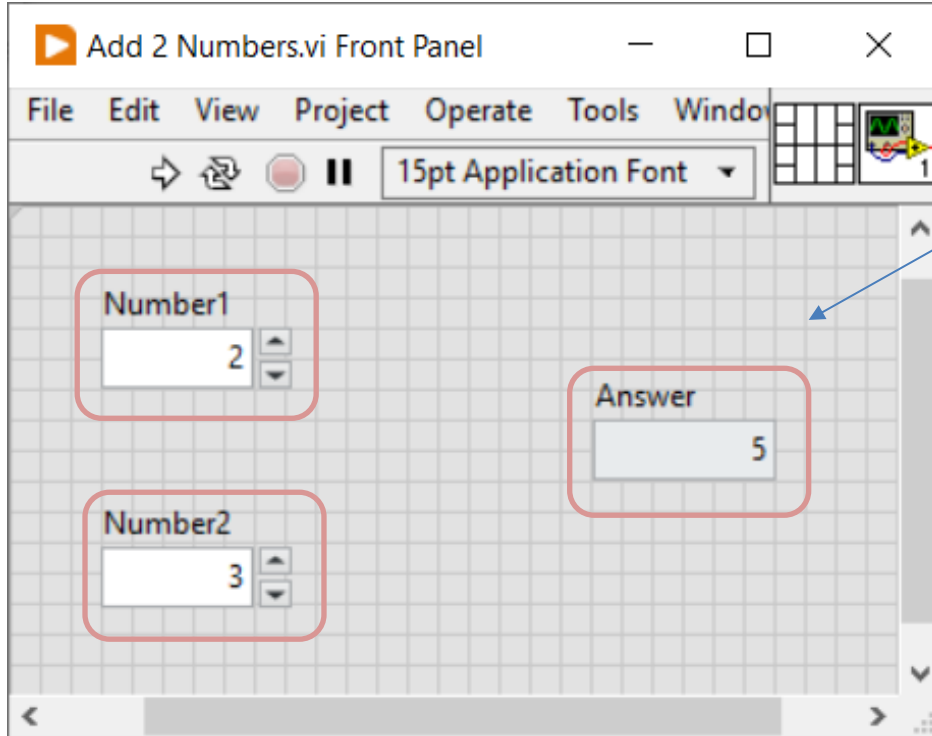 Add 2 Numbers.vi Front Panel
File Edit View Project Operate Tools Windo
15pt Application Font
1
Number1
2
Answer
5
Number2
3